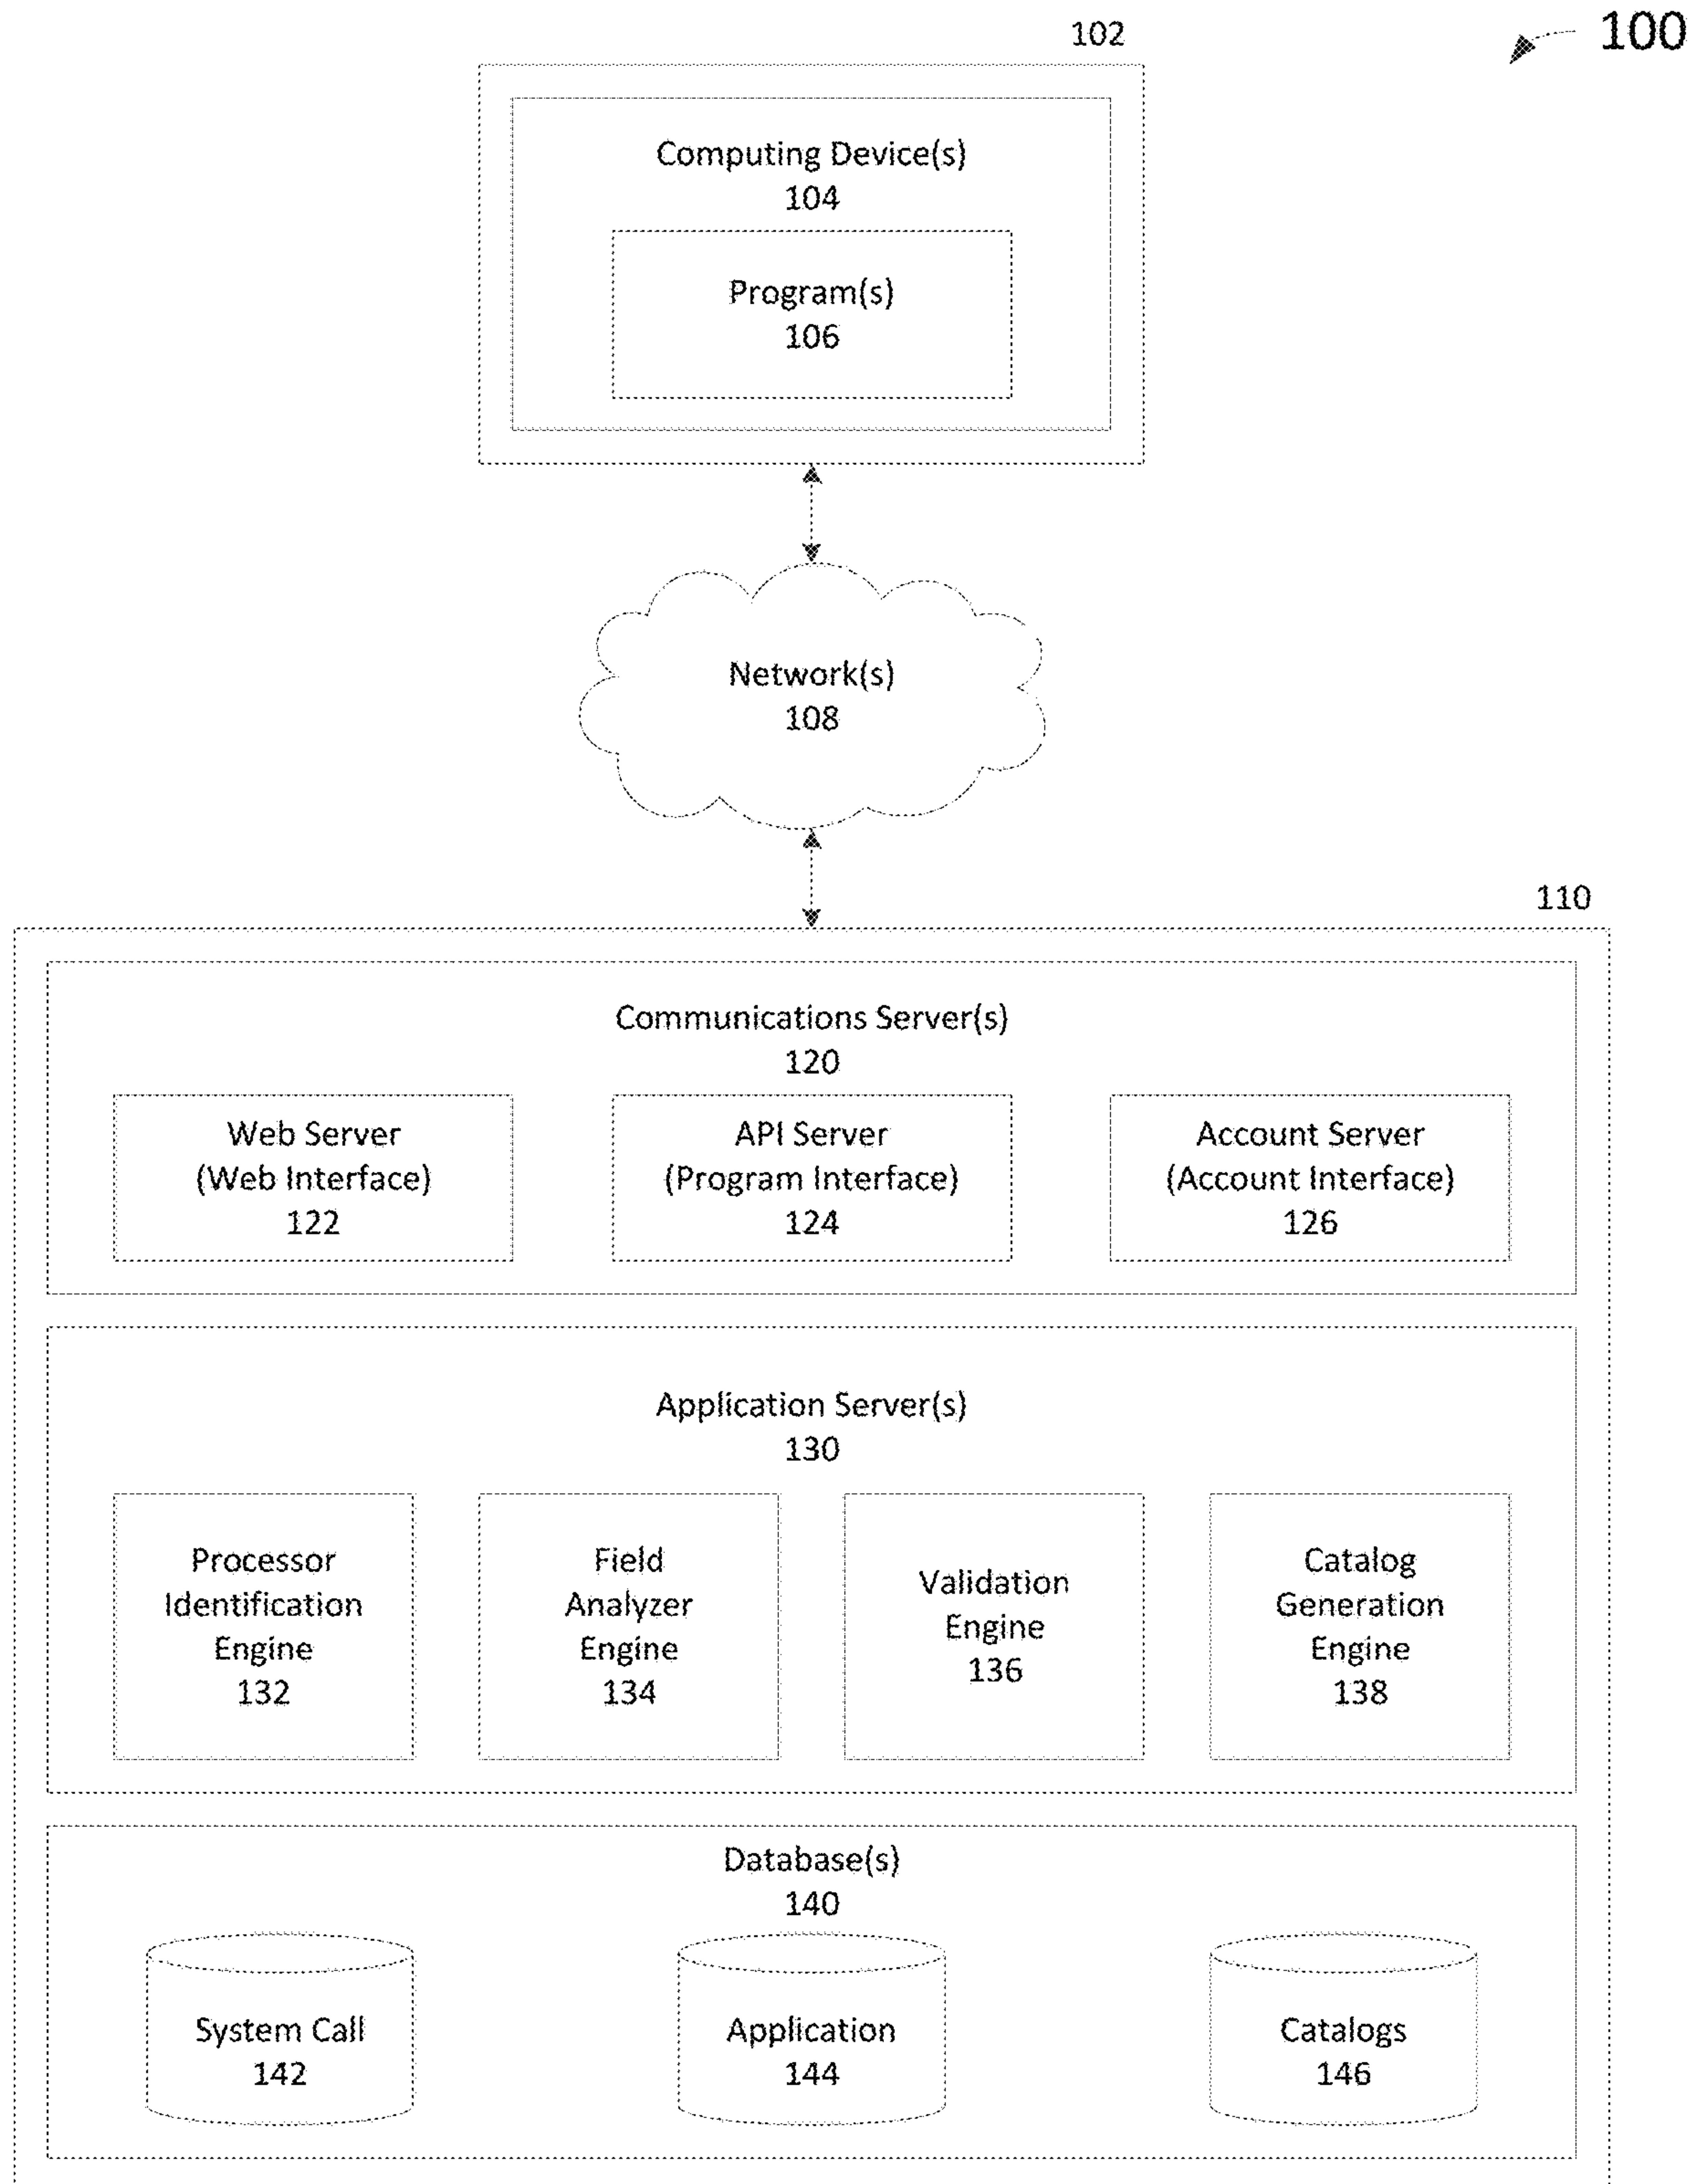 100
102
Computing Device(s)
104
Program(s)
106
Network(s)
108
110
Communications Server(s)
120
Web Server
(Web Interface)
122
API Server
(Program Interface)
124
Account Server
(Account Interface)
126
Application Server(s)
130
Processor
Identification
Engine
132
Field
Analyzer
Engine
134
Validation
Engine
136
Catalog
Generation
Engine
138
Database(s)
140
System Call
142
Application
144
Catalogs
146